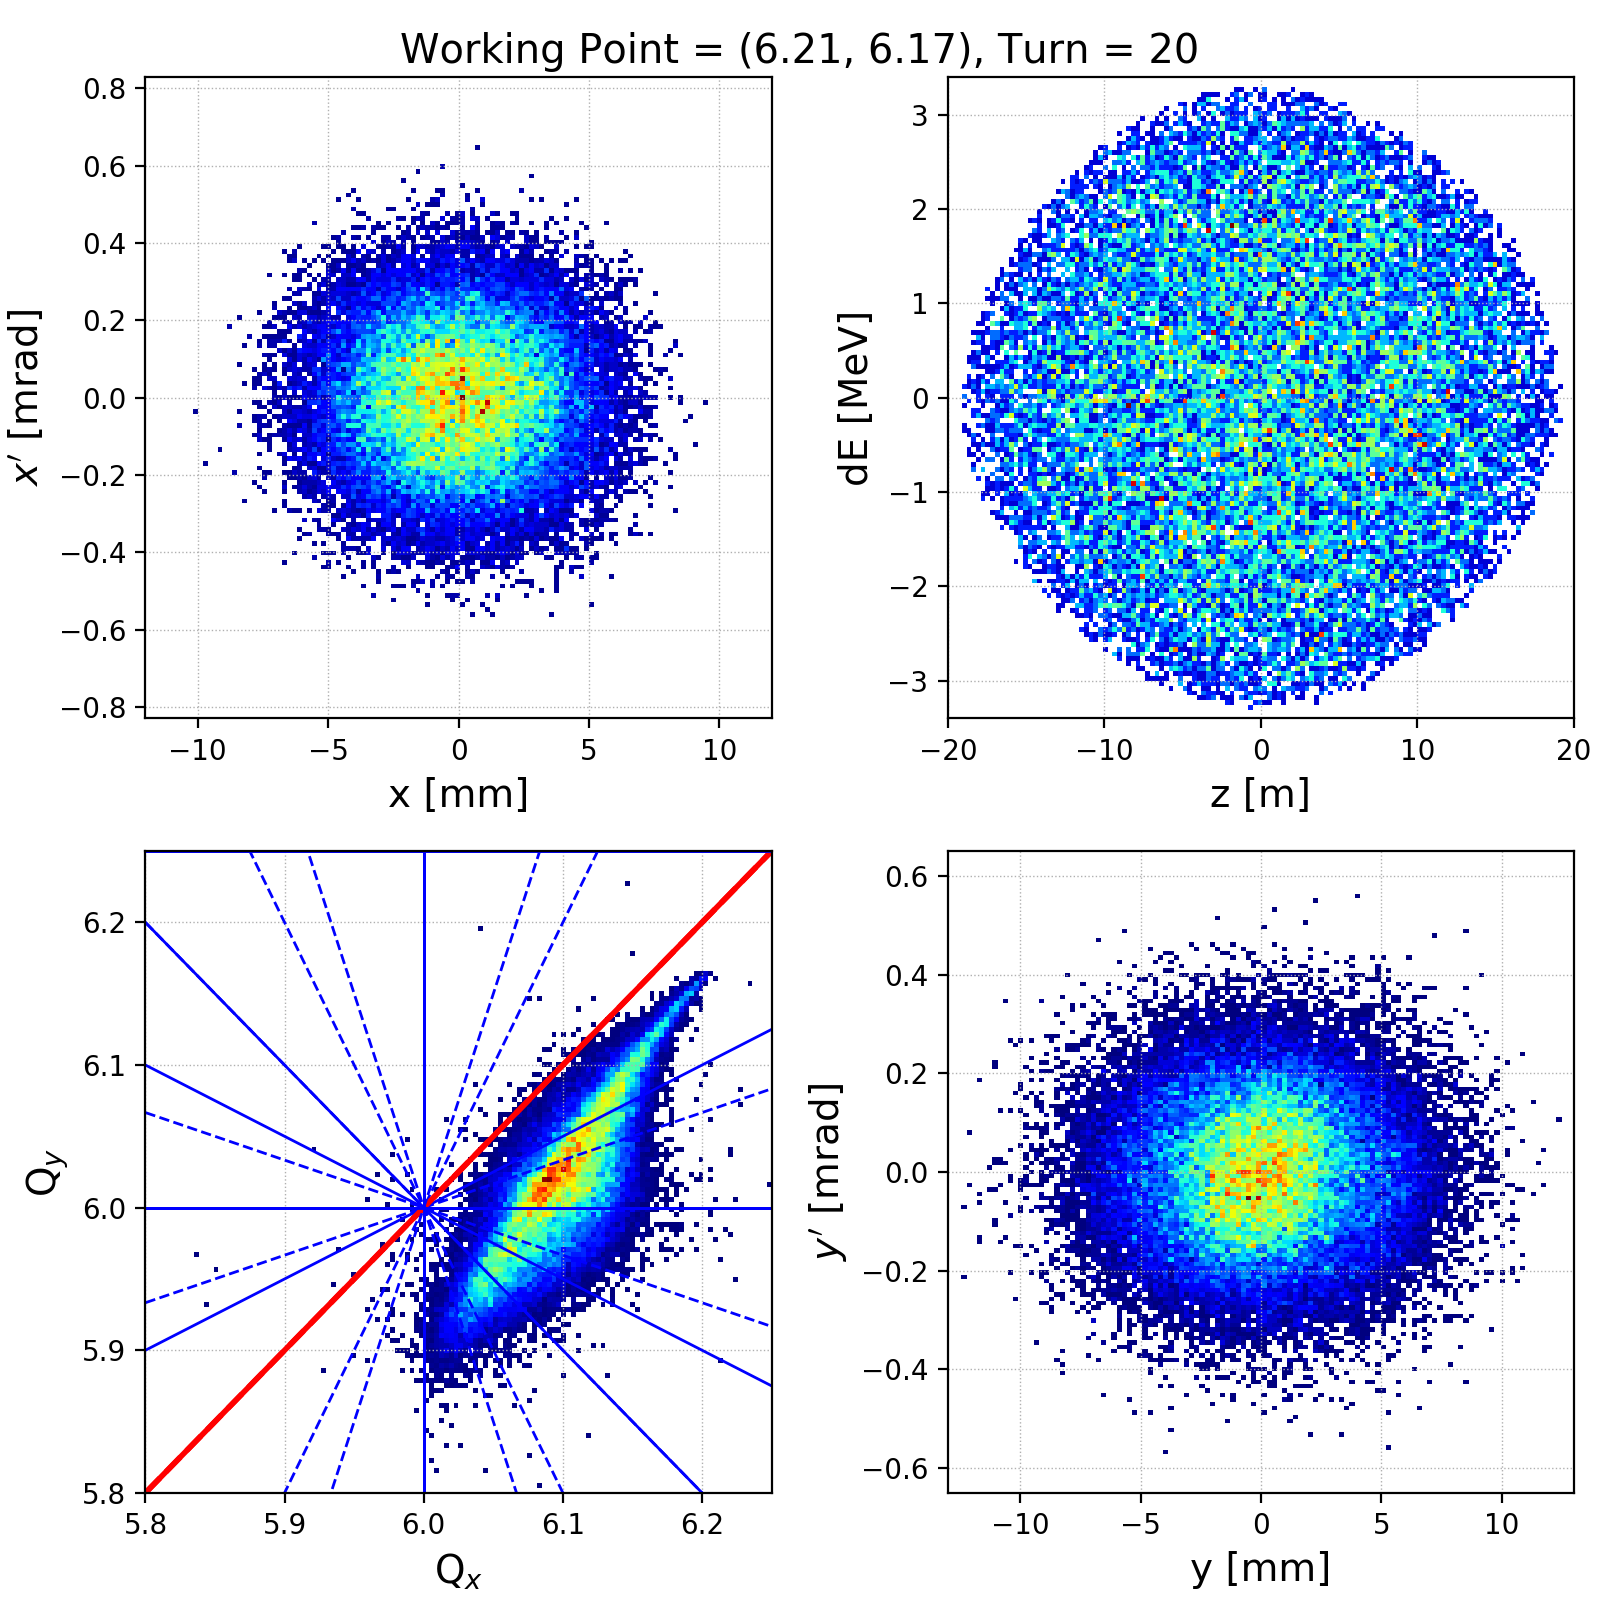 Working Point = (6.21, 6.17), Turn = 20
0.8
0.6
0.4
0.2
0.0
−0.2
−0.4
−0.6
−0.8
x′ [mrad]
−10 −5 0 5 10
x [mm]
3
2
1
0
−1
−2
−3
dE [MeV]
−20 −10 0 10 20
z [m]
6.2
6.1
6.0
5.9
5.8
Qy
5.8 5.9 6.0 6.1 6.2
Qx
0.6
0.4
0.2
0.0
−0.2
−0.4
−0.6
y′ [mrad]
−10 −5 0 5 10
y [mm]